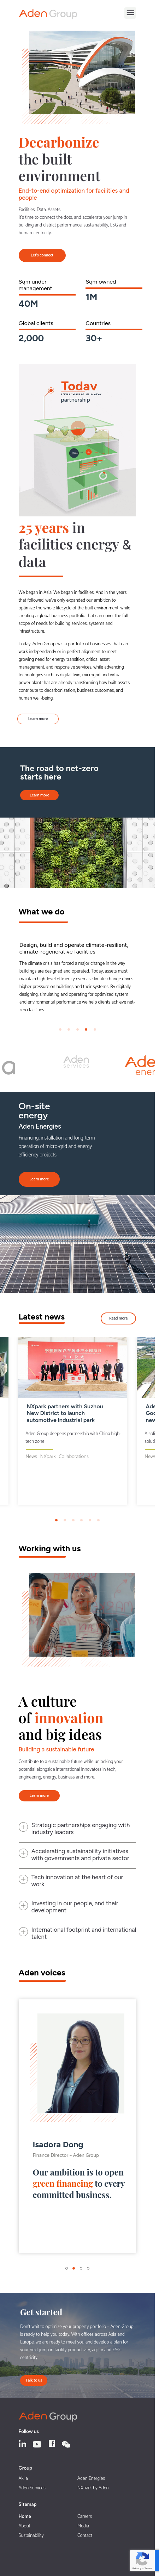 Aden Group
Decarbonize
the built
environment
End-to-end optimization for facilities and
people
Facilities. Data. Assets.
It's time to connect the dots, and accelerate your jump in
building and district performance, sustainability, ESG and
human-centricity.
Let's connect
Sqm under
management
40M
Sqm owned
1M
Global clients
2,000
Countries
30+
Today
Net-zero & ESG
partnership
25 years in
facilities energy &
data
We began in Asia. We began in facilities. And in the years
that followed, we've only expanded our ambition to
optimize the whole lifecycle of the built environment, while
creating a global business portfolio that can cover the full
scope of needs for building services, systems and
infrastructure.
Today, Aden Group has a portfolio of businesses that can
work independently or in perfect alignment to meet
growing need for energy transition, critical asset
management, and responsive services. With advancing
technologies such as digital twin, microgrid and virtual
power plant we are already transforming how built assets
contribute to decarbonization, business outcomes, and
human well-being.
Learn more
The road to net-zero
starts here
Learn more
What we do
Design, build and operate climate-resilient,
climate-regenerative facilities
The climate crisis has forced a major change in the way
buildings are designed and operated. Today, assets must
maintain high levels of business continuity, even as climate
change puts higher pressure on buildings. By digitally
designing, simulating and operating for optimized system
and environmental performance we help clients achieve net-
zero facilities.
Aden
SERVICES
Ade
ener
On-site
energy
Aden Energies
Financing, installation and long-term
operation of micro-grid and energy
efficiency projects.
Learn more
Latest news
Read more
NXpark partners with Suzhou
New District to launch
automotive industrial park
Aden Group deepens partnership with China high-
tech zone
News NXpark Collaborations
Working with us
A culture
of innovation
and big ideas
Building a sustainable future
Contribute to a sustainable future while unlocking your
potential alongside international innovators in tech,
engineering, energy, business and more.
Learn more
Strategic partnerships engaging with
industry leaders
Accelerating sustainability initiatives
with governments and private sector
Tech innovation at the heart of our
work
Investing in our people, and their
development
International footprint and international
talent
Aden voices
Isadora Dong
Finance Director - Aden Group
Our ambition is to open
green financing to every
committed business.
Get started
Don't wait to optimize your property portfolio - Aden Group
is ready to help you today. With offices across Asia and
Europe, we are ready to meet you and develop a plan for
your next jump in facility productivity, agility and ESG-
centricity.
Talk to us
Aden Group
Follow us
Group
Akila
Aden Energies
Aden Services
NXpark by Aden
Sitemap
Home
Careers
About
Media
Sustainability
Contact